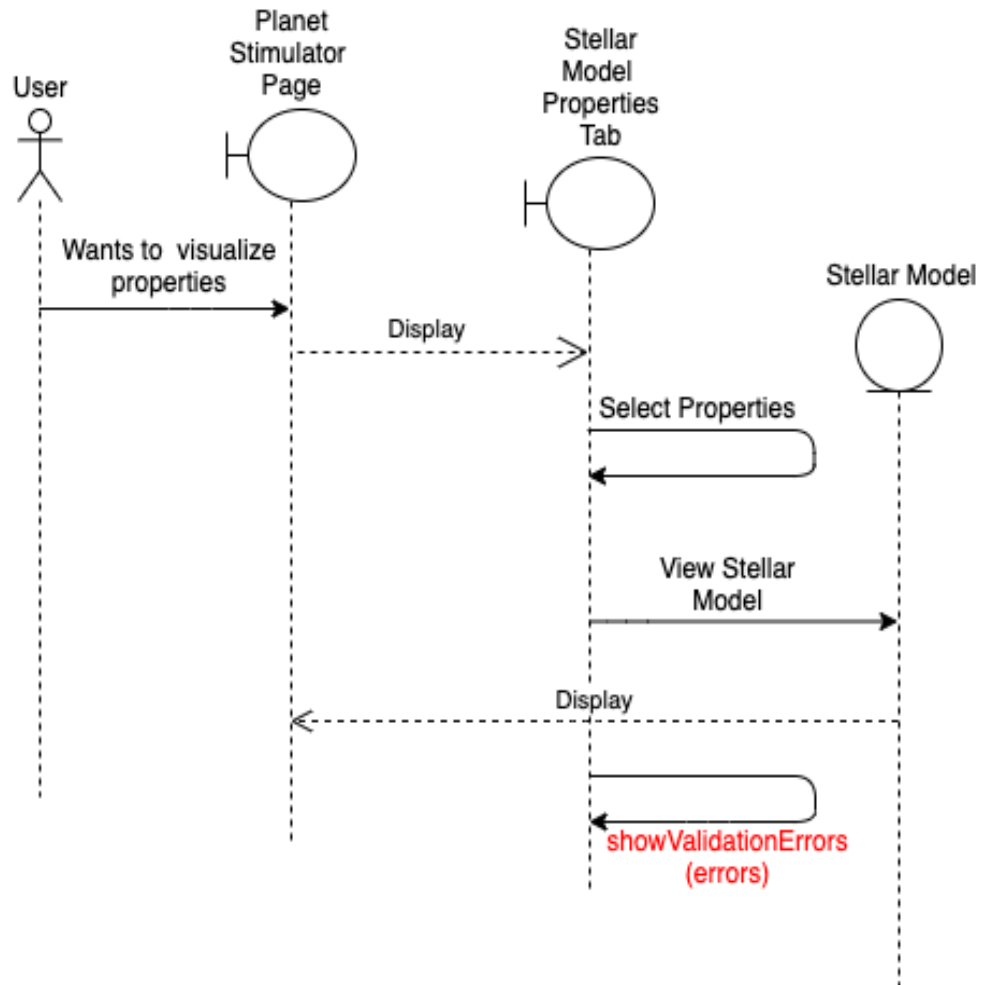 User
Planet
Stimulator
Page
Stellar
Model
Properties
Tab
Stellar Model
Wants to  visualize
properties
Display
Select Properties
View Stellar
Model
Display
showValidationErrors
(errors)